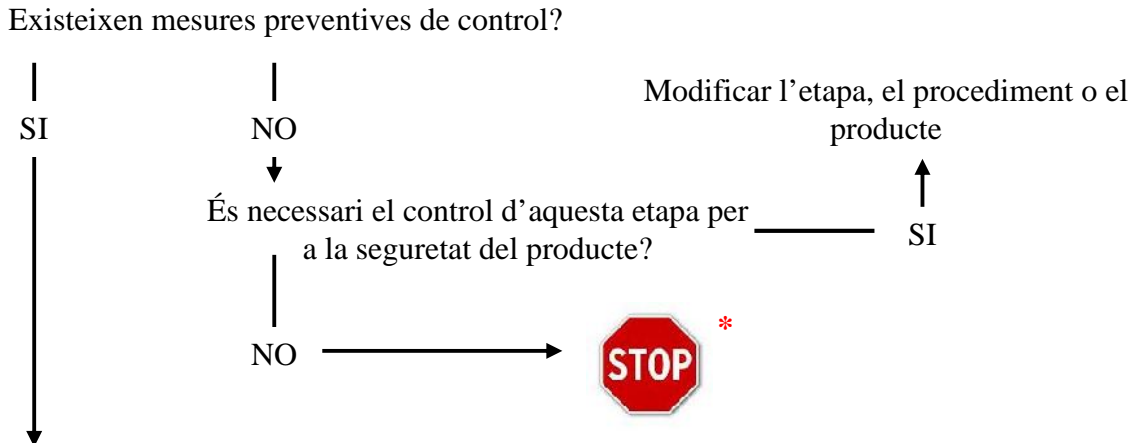 Existeixen mesures preventives de control?
Modificar l’etapa, el procediment o el
producte
SI
NO
És necessari el control d’aquesta etapa per
a la seguretat del producte?
SI
NO
STOP
*